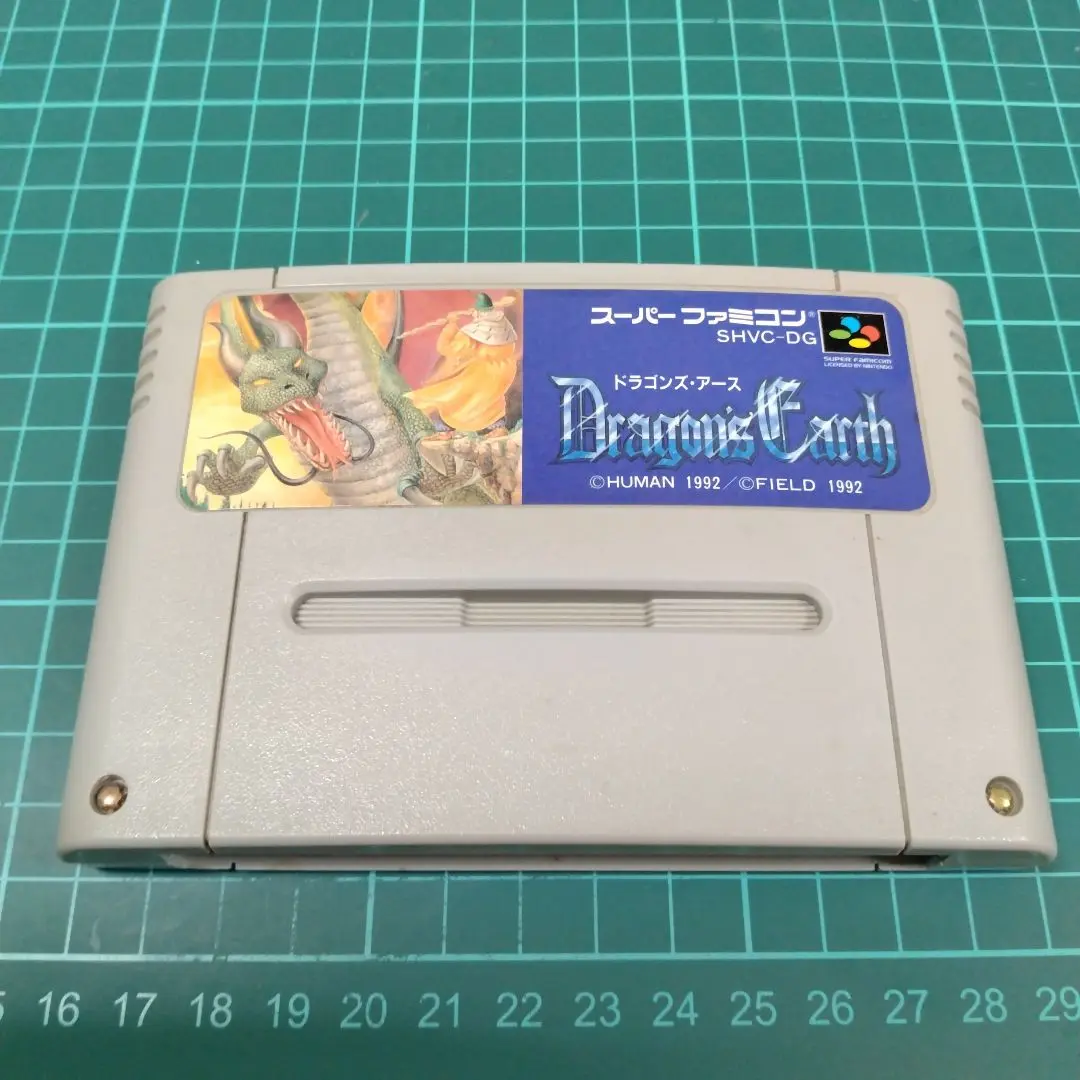 スーパーファミコン®
SHVC-DG
SUPER FAMICOM
LICENSED BY NINTENDO
ドラゴンズ・アース
Dragon's Earth
©HUMAN 1992/©FIELD 1992
16 17 18 19 20 21 22 23 24 25 26 27 28 29